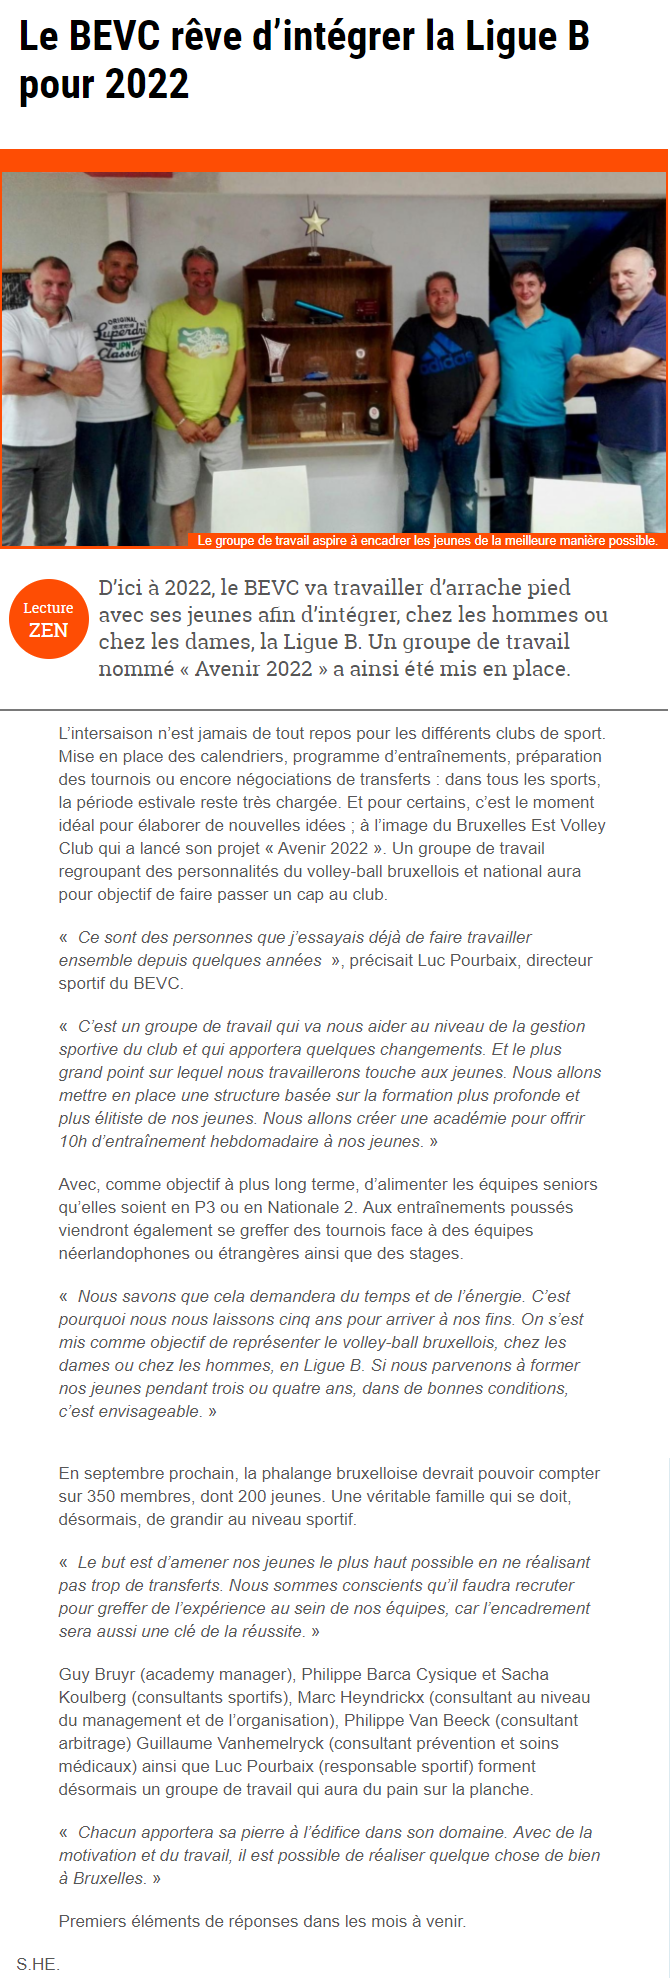 Le BEVC rêve d’intégrer la Ligue B
pour 2022
ORIGINAL
Superdry
JPN
Classics
adidas
Le groupe de travail aspire à encadrer les jeunes de la meilleure manière possible.
Lecture
ZEN
D’ici à 2022, le BEVC va travailler d’arrache pied
avec ses jeunes afin d’intégrer, chez les hommes ou
chez les dames, la Ligue B. Un groupe de travail
nommé « Avenir 2022 » a ainsi été mis en place.
L’intersaison n’est jamais de tout repos pour les différents clubs de sport.
Mise en place des calendriers, programme d’entraînements, préparation
des tournois ou encore négociations de transferts : dans tous les sports,
la période estivale reste très chargée. Et pour certains, c’est le moment
idéal pour élaborer de nouvelles idées ; à l’image du Bruxelles Est Volley
Club qui a lancé son projet « Avenir 2022 ». Un groupe de travail
regroupant des personnalités du volley-ball bruxellois et national aura
pour objectif de faire passer un cap au club.
«  Ce sont des personnes que j’essayais déjà de faire travailler
ensemble depuis quelques années  », précisait Luc Pourbaix, directeur
sportif du BEVC.
«  C’est un groupe de travail qui va nous aider au niveau de la gestion
sportive du club et qui apportera quelques changements. Et le plus
grand point sur lequel nous travaillerons touche aux jeunes. Nous allons
mettre en place une structure basée sur la formation plus profonde et
plus élitiste de nos jeunes. Nous allons créer une académie pour offrir
10h d’entraînement hebdomadaire à nos jeunes. »
Avec, comme objectif à plus long terme, d’alimenter les équipes seniors
qu’elles soient en P3 ou en Nationale 2. Aux entraînements poussés
viendront également se greffer des tournois face à des équipes
néerlandophones ou étrangères ainsi que des stages.
«  Nous savons que cela demandera du temps et de l’énergie. C’est
pourquoi nous nous laissons cinq ans pour arriver à nos fins. On s’est
mis comme objectif de représenter le volley-ball bruxellois, chez les
dames ou chez les hommes, en Ligue B. Si nous parvenons à former
nos jeunes pendant trois ou quatre ans, dans de bonnes conditions,
c’est envisageable. »
En septembre prochain, la phalange bruxelloise devrait pouvoir compter
sur 350 membres, dont 200 jeunes. Une véritable famille qui se doit,
désormais, de grandir au niveau sportif.
«  Le but est d’amener nos jeunes le plus haut possible en ne réalisant
pas trop de transferts. Nous sommes conscients qu’il faudra recruter
pour greffer de l’expérience au sein de nos équipes, car l’encadrement
sera aussi une clé de la réussite. »
Guy Bruyr (academy manager), Philippe Barca Cysique et Sacha
Koulberg (consultants sportifs), Marc Heyndrickx (consultant au niveau
du management et de l’organisation), Philippe Van Beeck (consultant
arbitrage) Guillaume Vanhemelryck (consultant prévention et soins
médicaux) ainsi que Luc Pourbaix (responsable sportif) forment
désormais un groupe de travail qui aura du pain sur la planche.
«  Chacun apportera sa pierre à l’édifice dans son domaine. Avec de la
motivation et du travail, il est possible de réaliser quelque chose de bien
à Bruxelles. »
Premiers éléments de réponses dans les mois à venir.
S.HE.